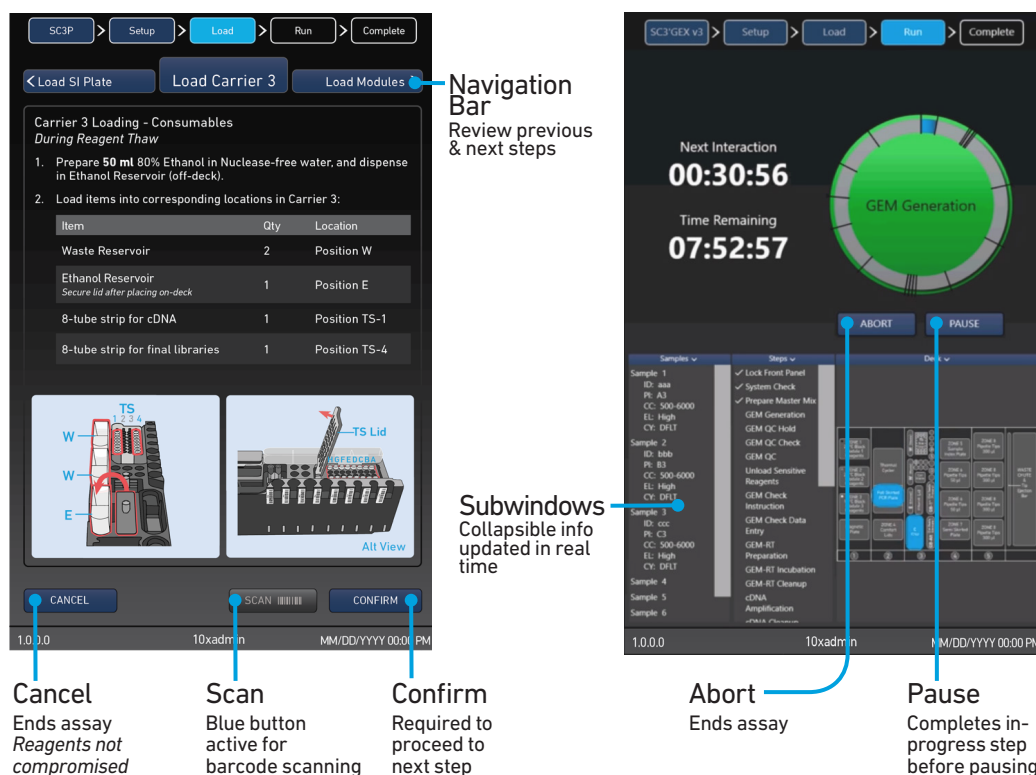 SC3P > Setup > Load > Run > Complete
< Load SI Plate
Load Carrier 3
Load Modules
Carrier 3 Loading - Consumables
During Reagent Thaw
1. Prepare 50 ml 80% Ethanol in Nuclease-free water, and dispense
in Ethanol Reservoir (off-deck).
2. Load items into corresponding locations in Carrier 3:
Item Qty Location
Waste Reservoir 2 Position W
Ethanol Reservoir
Secure lid after placing on-deck
1 Position E
8-tube strip for cDNA 1 Position TS-1
8-tube strip for final libraries 1 Position TS-4
TS
1 2 3 4
W
W
E
TS Lid
HGFEDCBA
Alt View
CANCEL
SCAN
CONFIRM
1.0.0.0 10xadmin MM/DD/YYYY 00:00 PM
Navigation
Bar
Review previous
& next steps
Cancel
Ends assay
Reagents not
compromised
Scan
Blue button
active for
barcode scanning
Confirm
Required to
proceed to
next step
SC3'GEX v3 > Setup > Load > Run > Complete
Next Interaction
00:30:56
Time Remaining
07:52:57
GEM Generation
ABORT
PAUSE
Samples
Sample 1
ID: aaa
PI: A3
CC: 500-6000
EL: High
CY: DFLT
Sample 2
ID: bbb
PI: B3
CC: 500-6000
EL: High
CY: DFLT
Sample 3
ID: ccc
PI: C3
CC: 500-6000
EL: High
CY: DFLT
Sample 4
Sample 5
Sample 6
Steps
✓ Lock Front Panel
✓ System Check
✓ Prepare Master Mix
GEM Generation
GEM QC Hold
GEM QC Check
GEM QC
Unload Sensitive
Reagents
GEM Check
Instruction
GEM Check Data
Entry
GEM-RT
Preparation
GEM-RT Incubation
GEM-RT Cleanup
cDNA
Amplification
cDNA Cleanup
Deck
1 2 3 4 5
1.0.0.0 10xadmin MM/DD/YYYY 00:00 PM
Subwindows
Collapsible info
updated in real
time
Abort
Ends assay
Pause
Completes in-
progress step
before pausing